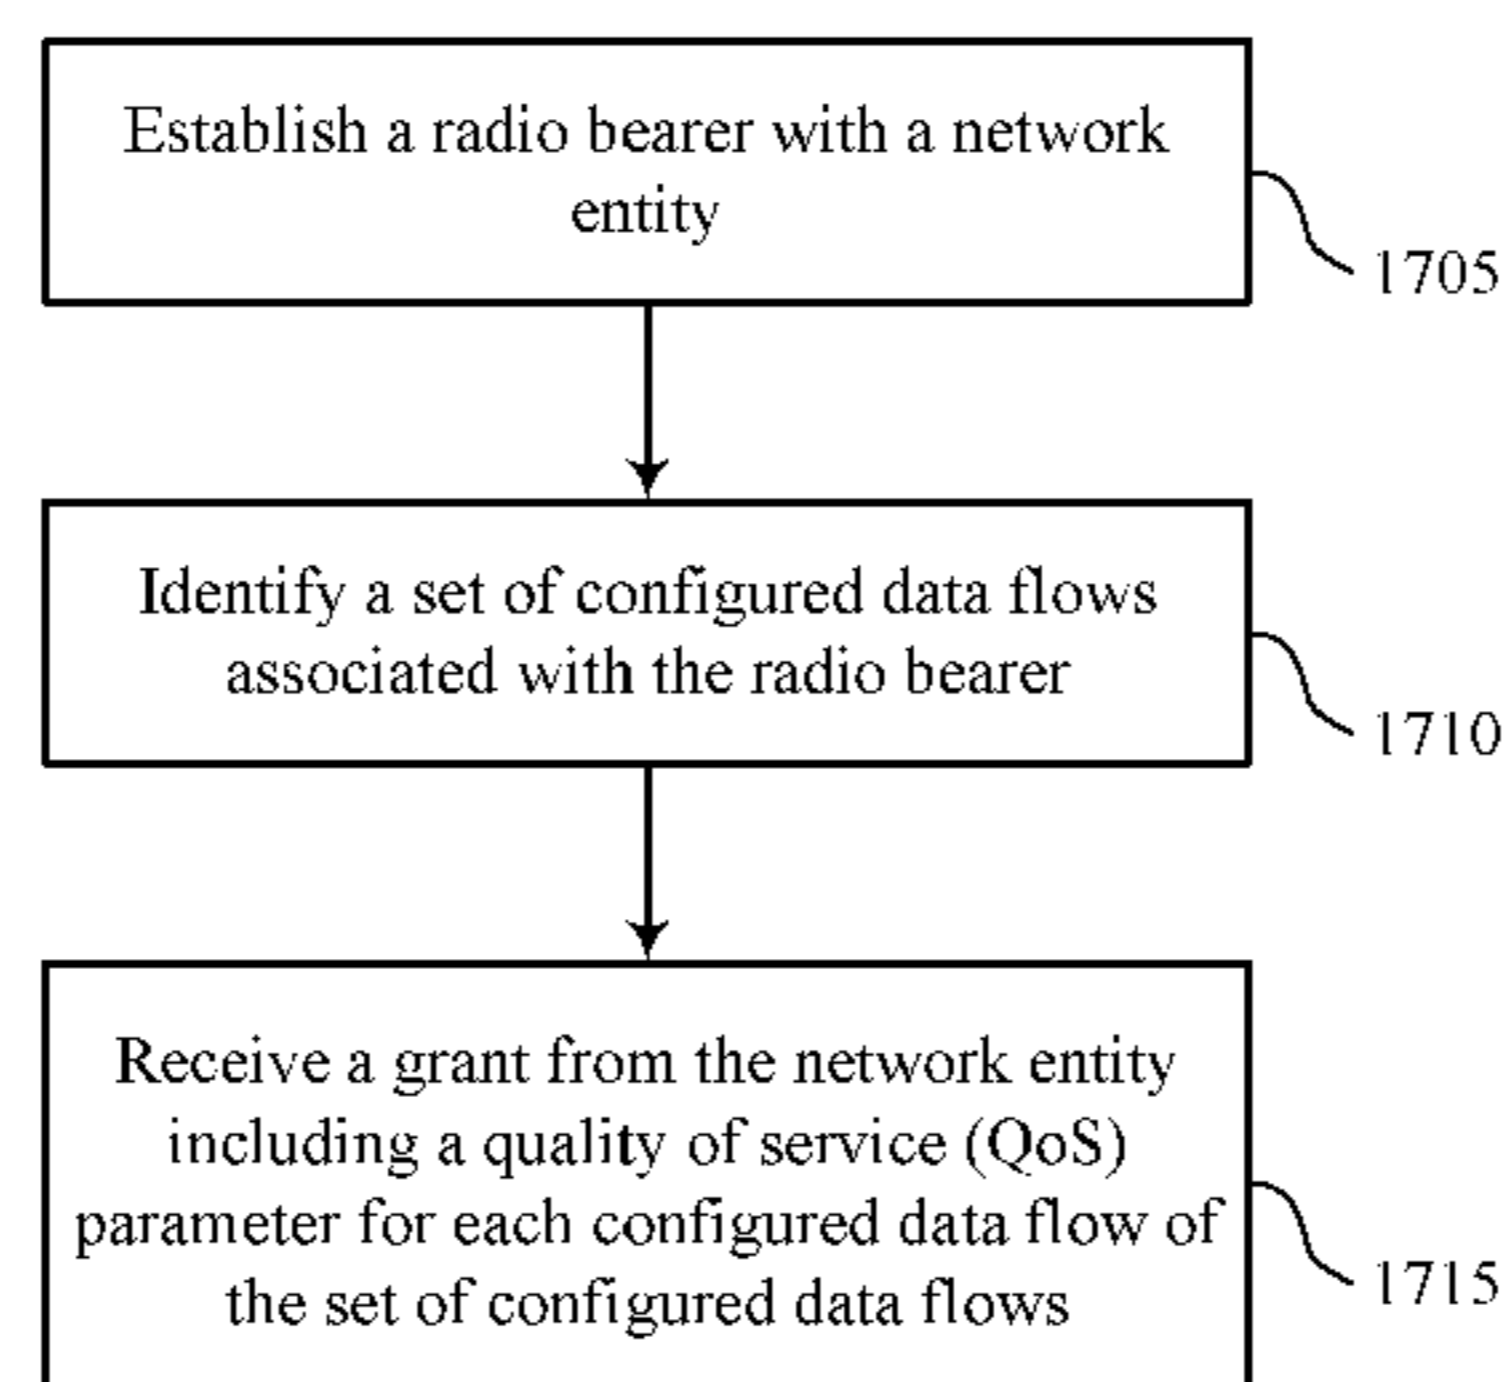 Establish a radio bearer with a network
entity
1705
Identify a set of configured data flows
associated with the radio bearer
1710
Receive a grant from the network entity
including a quality of service (QoS)
parameter for each configured data flow of
the set of configured data flows
1715